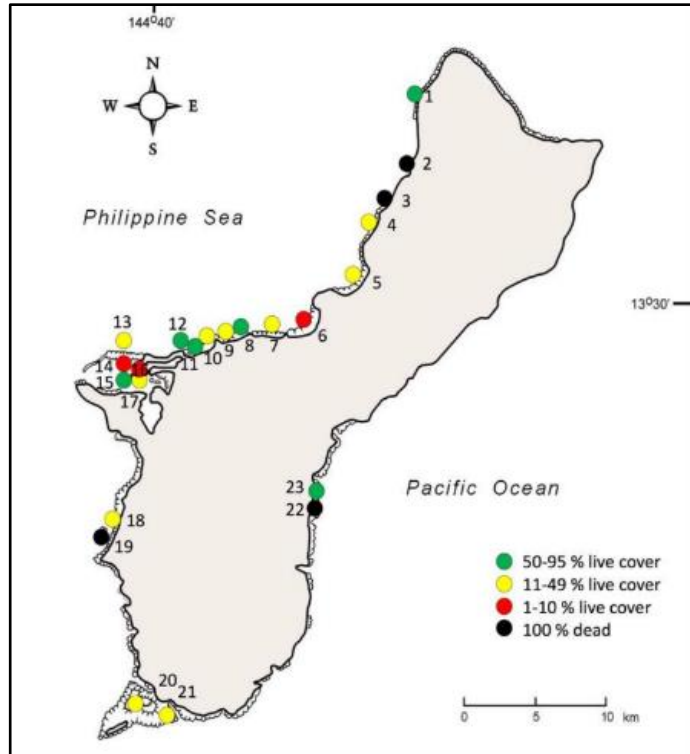 144°40'
N
W E
S
1
2
3
Philippine Sea
4
5
13°30
13
12
6
7
8
9
10
11
14
16
15
17
Pacific Ocean
23
22
18
19
50-95 % live cover
11-49 % live cover
1-10 % live cover
100 % dead
20
21
0 5 10
km